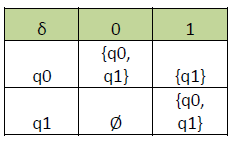 δ 0 1
q0 {q0, q1} {q1}
q1 Ø {q0, q1}